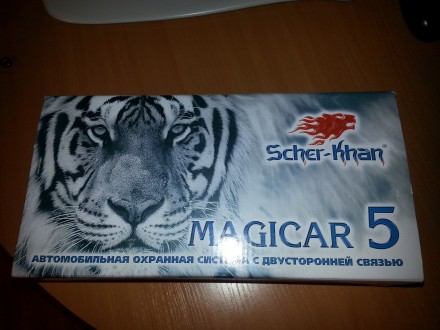 Scher-Khan®
MAGICAR 5
АВТОМОБИЛЬНАЯ ОХРАННАЯ СИСТЕМА С ДВУСТОРОННЕЙ СВЯЗЬЮ